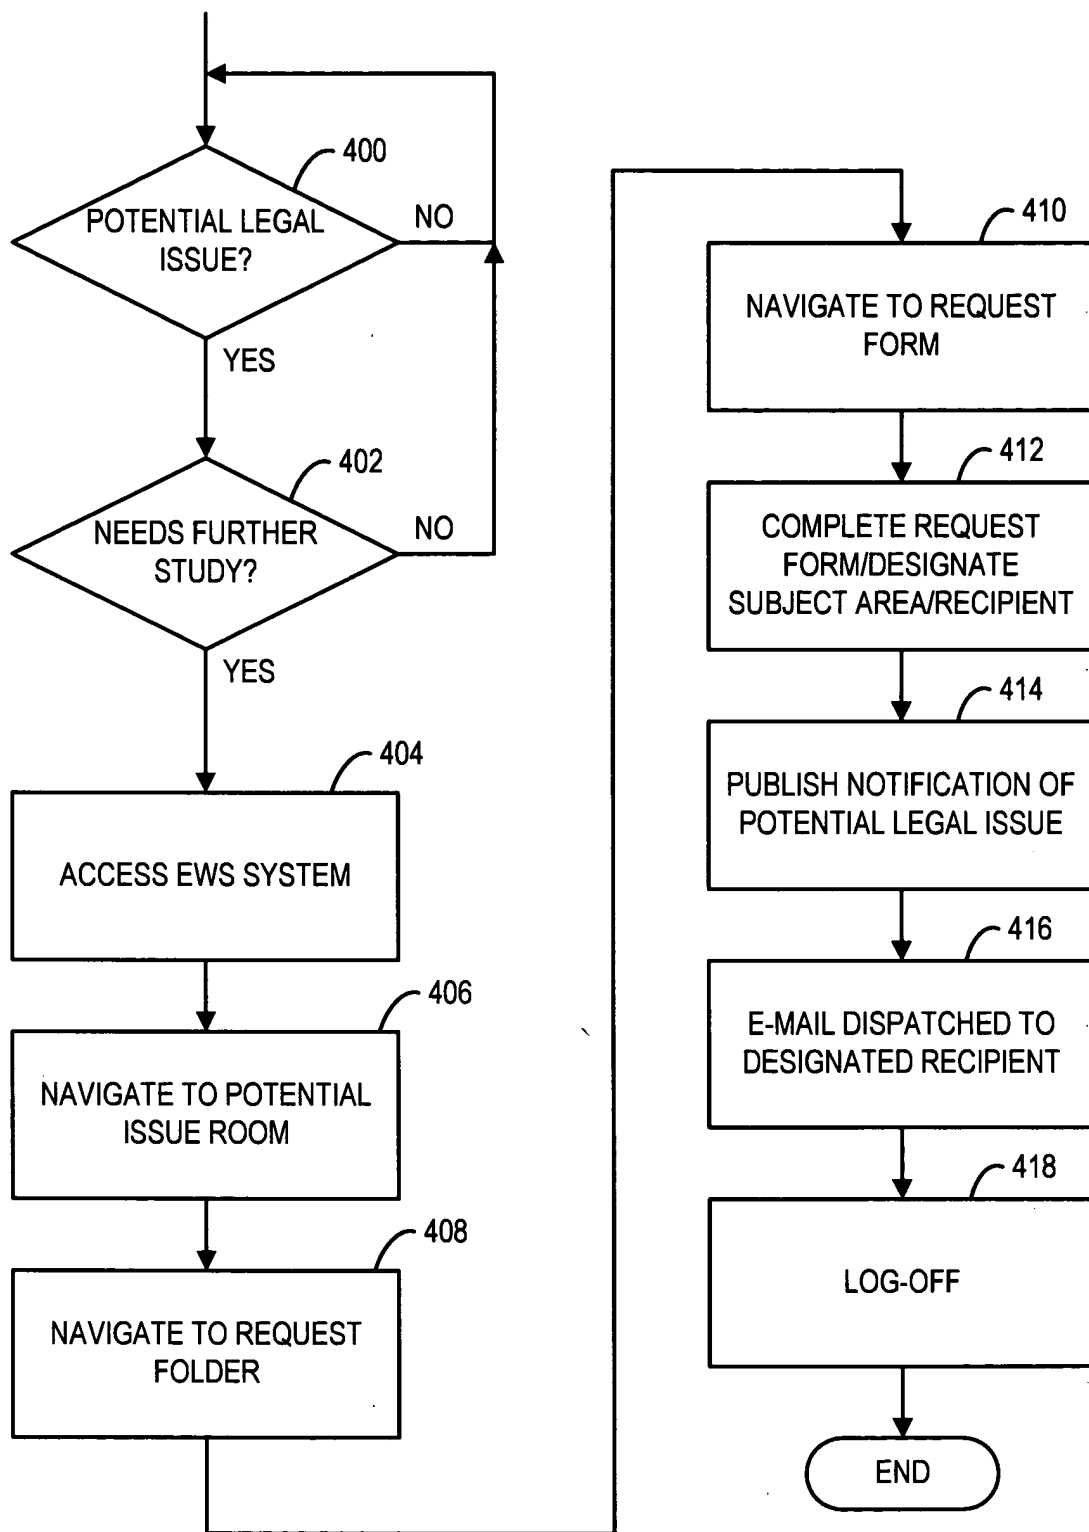 400
POTENTIAL LEGAL
ISSUE?
NO
YES
402
NEEDS FURTHER
STUDY?
NO
YES
404
ACCESS EWS SYSTEM
406
NAVIGATE TO POTENTIAL
ISSUE ROOM
408
NAVIGATE TO REQUEST
FOLDER
410
NAVIGATE TO REQUEST
FORM
412
COMPLETE REQUEST
FORM/DESIGNATE
SUBJECT AREA/RECIPIENT
414
PUBLISH NOTIFICATION OF
POTENTIAL LEGAL ISSUE
416
E-MAIL DISPATCHED TO
DESIGNATED RECIPIENT
418
LOG-OFF
END